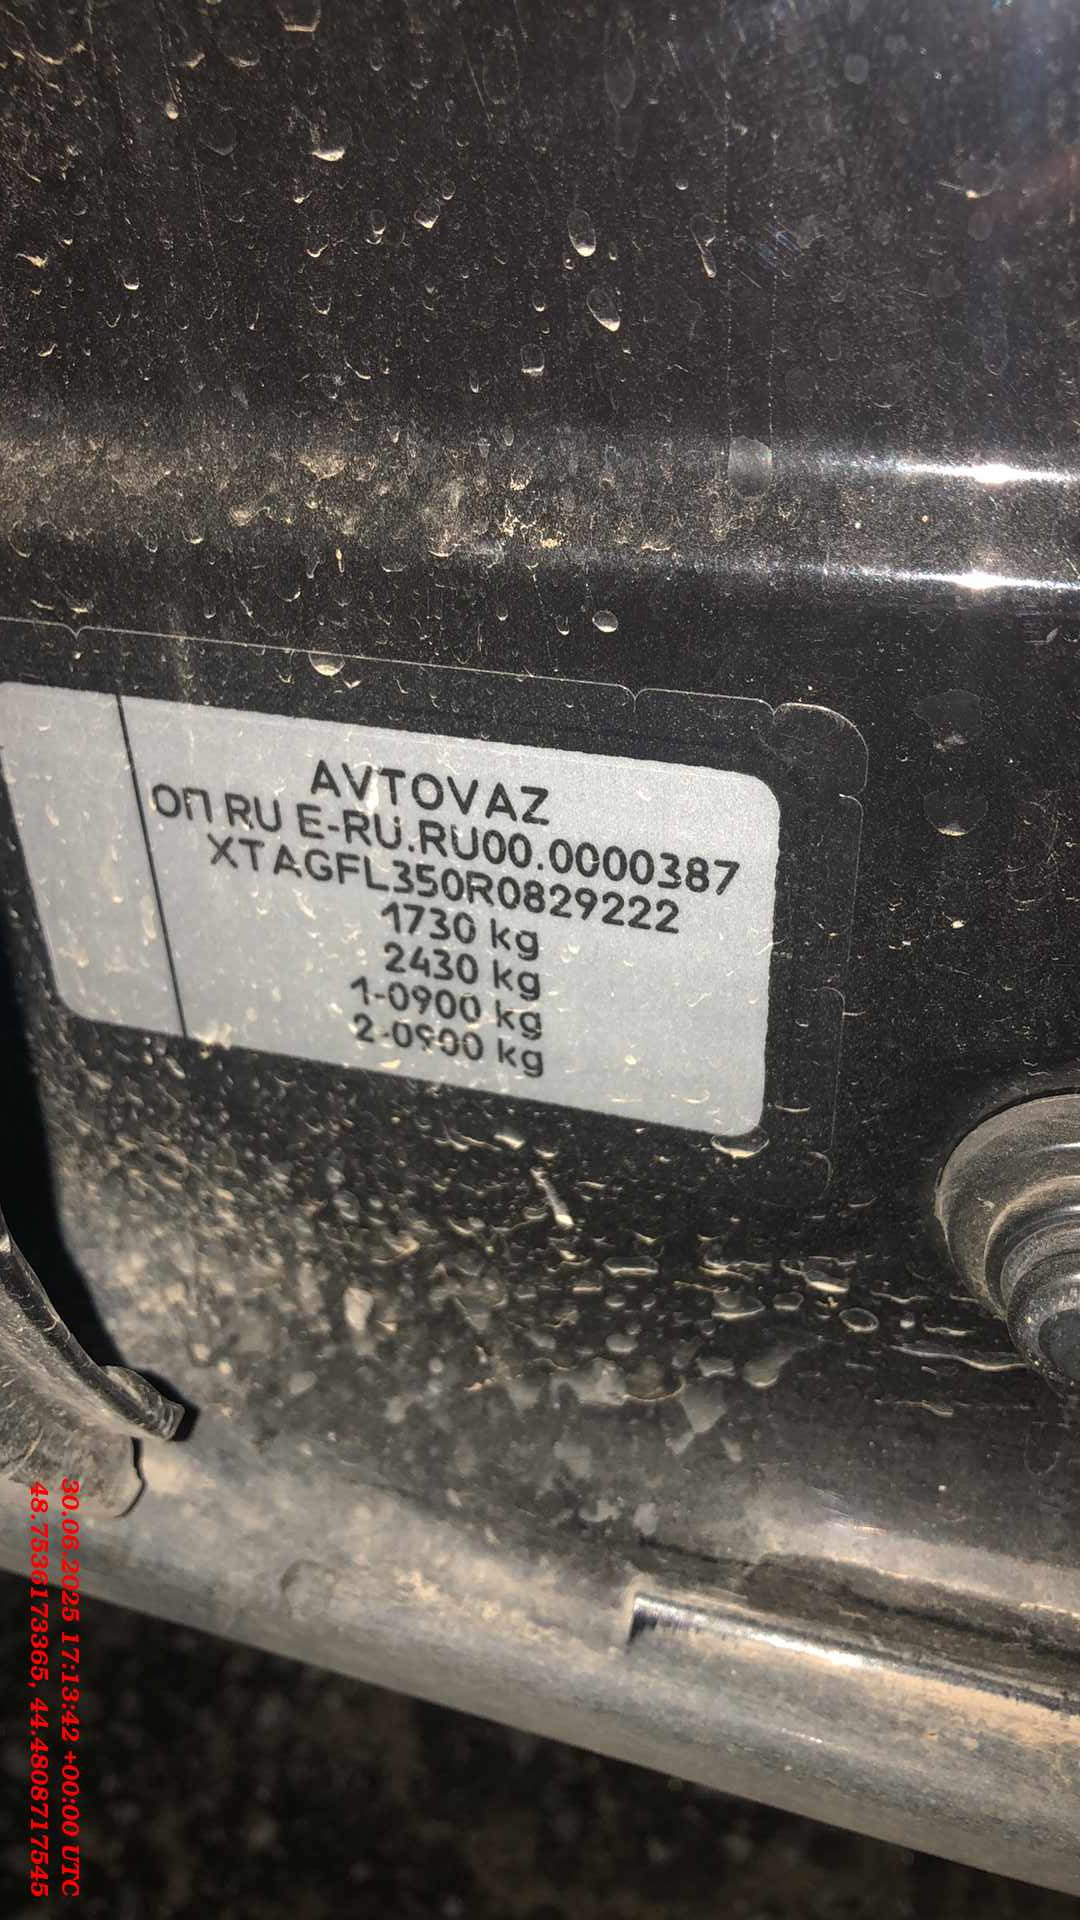 AVTOVAZ
ОП RU E-RU.RU00.0000387
XTAGFL350R0829222
1730 kg
2430 kg
1-0900 kg
2-0900 kg
30.06.2025 17:13:42 +00:00 UTC
48.7536173365, 44.4808717545